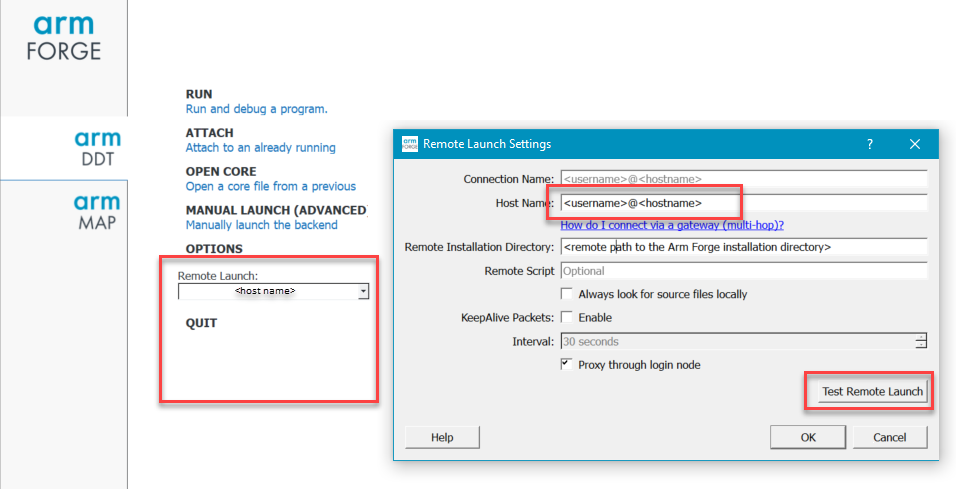 arm
FORGE
arm
DDT
arm
MAP
RUN
Run and debug a program.
ATTACH
Attach to an already running
OPEN CORE
Open a core file from a previous
MANUAL LAUNCH (ADVANCED)
Manually launch the backend
OPTIONS
Remote Launch:
<host name>
QUIT
arm
FORGE
Remote Launch Settings
?
Connection Name: <username>@<hostname>
Host Name: <username>@<hostname>
How do I connect via a gateway (multi-hop)?
Remote Installation Directory: <remote path to the Arm Forge installation directory>
Remote Script Optional
Always look for source files locally
KeepAlive Packets: Enable
Interval: 30 seconds
Proxy through login node
Test Remote Launch
Help OK Cancel